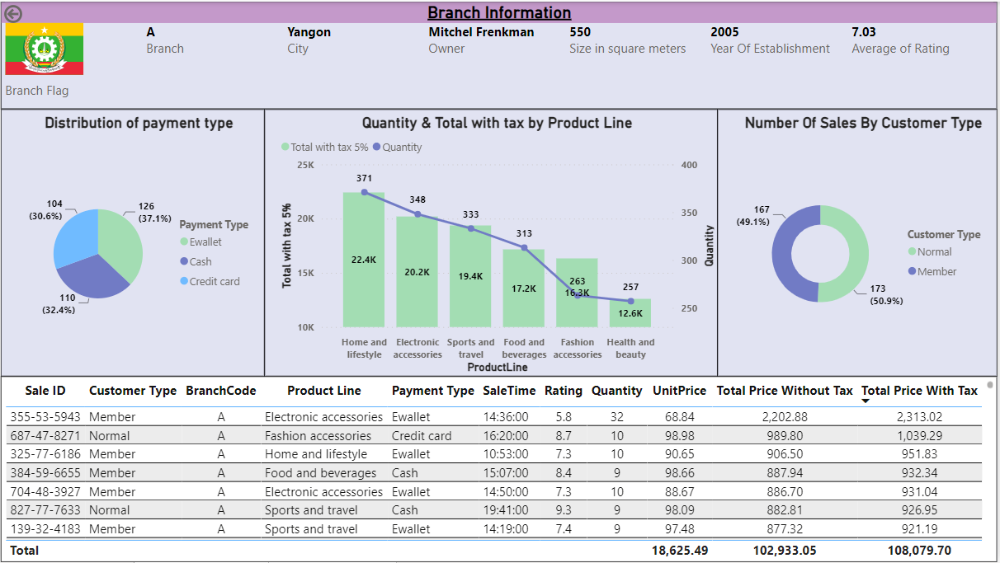 Branch Information
A
Branch
Yangon
City
Mitchel Frenkman
Owner
550
Size in square meters
2005
Year Of Establishment
7.03
Average of Rating
Branch Flag
Distribution of payment type
104
(30.6%)
126
(37.1%)
110
(32.4%)
Payment Type
Ewallet
Cash
Credit card
Quantity & Total with tax by Product Line
Total with tax 5% Quantity
25K
20K
15K
10K
Total with tax 5%
400
350
300
250
Quantity
371
348
333
313
263
257
22.4K
20.2K
19.4K
17.2K
16.3K
12.6K
Home and
lifestyle
Electronic
accessories
Sports and
travel
Food and
beverages
Fashion
accessories
Health and
beauty
ProductLine
Number Of Sales By Customer Type
167
(49.1%)
173
(50.9%)
Customer Type
Normal
Member
Sale ID Customer Type BranchCode Product Line Payment Type SaleTime Rating Quantity UnitPrice Total Price Without Tax Total Price With Tax
355-53-5943 Member A Electronic accessories Ewallet 14:36:00 5.8 32 68.84 2,202.88 2,313.02
687-47-8271 Normal A Fashion accessories Credit card 16:20:00 8.7 10 98.98 989.80 1,039.29
325-77-6186 Member A Home and lifestyle Ewallet 10:53:00 7.3 10 90.65 906.50 951.83
384-59-6655 Member A Food and beverages Cash 15:07:00 8.4 9 98.66 887.94 932.34
704-48-3927 Member A Electronic accessories Ewallet 14:50:00 7.3 10 88.67 886.70 931.04
827-77-7633 Normal A Sports and travel Cash 19:41:00 9.3 9 98.09 882.81 926.95
139-32-4183 Member A Sports and travel Ewallet 14:19:00 7.4 9 97.48 877.32 921.19
Total 18,625.49 102,933.05 108,079.70